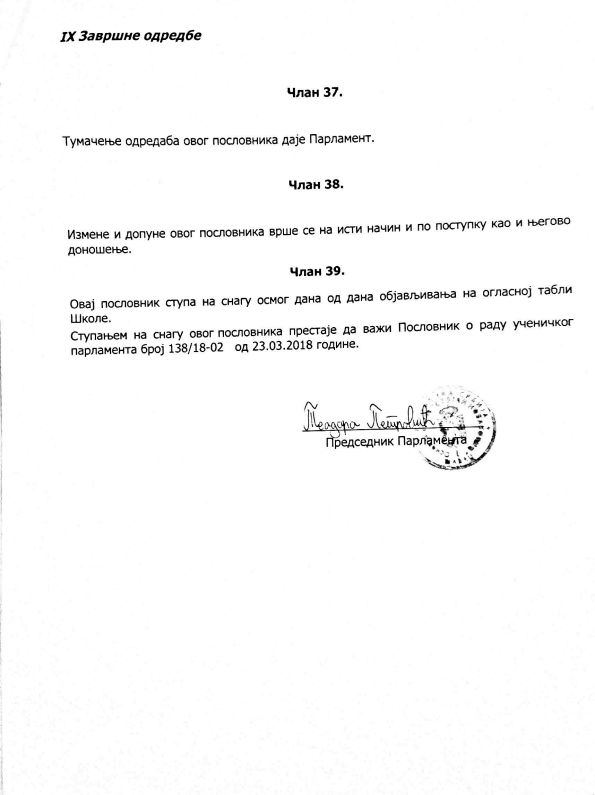 IX Завршне одредбе
Члан 37.
Тумачење одредаба овог пословника даје Парламент.
Члан 38.
Измене и допуне овог пословника врше се на исти начин и по поступку као и његово
доношење.
Члан 39.
Овај пословник ступа на снагу осмог дана од дана објављивања на огласној табли
Школе.
Ступањем на снагу овог пословника престаје да важи Пословник о раду ученичког
парламента број 138/18-02 од 23.03.2018 године.
Теодора Петровић
Председник Парламента